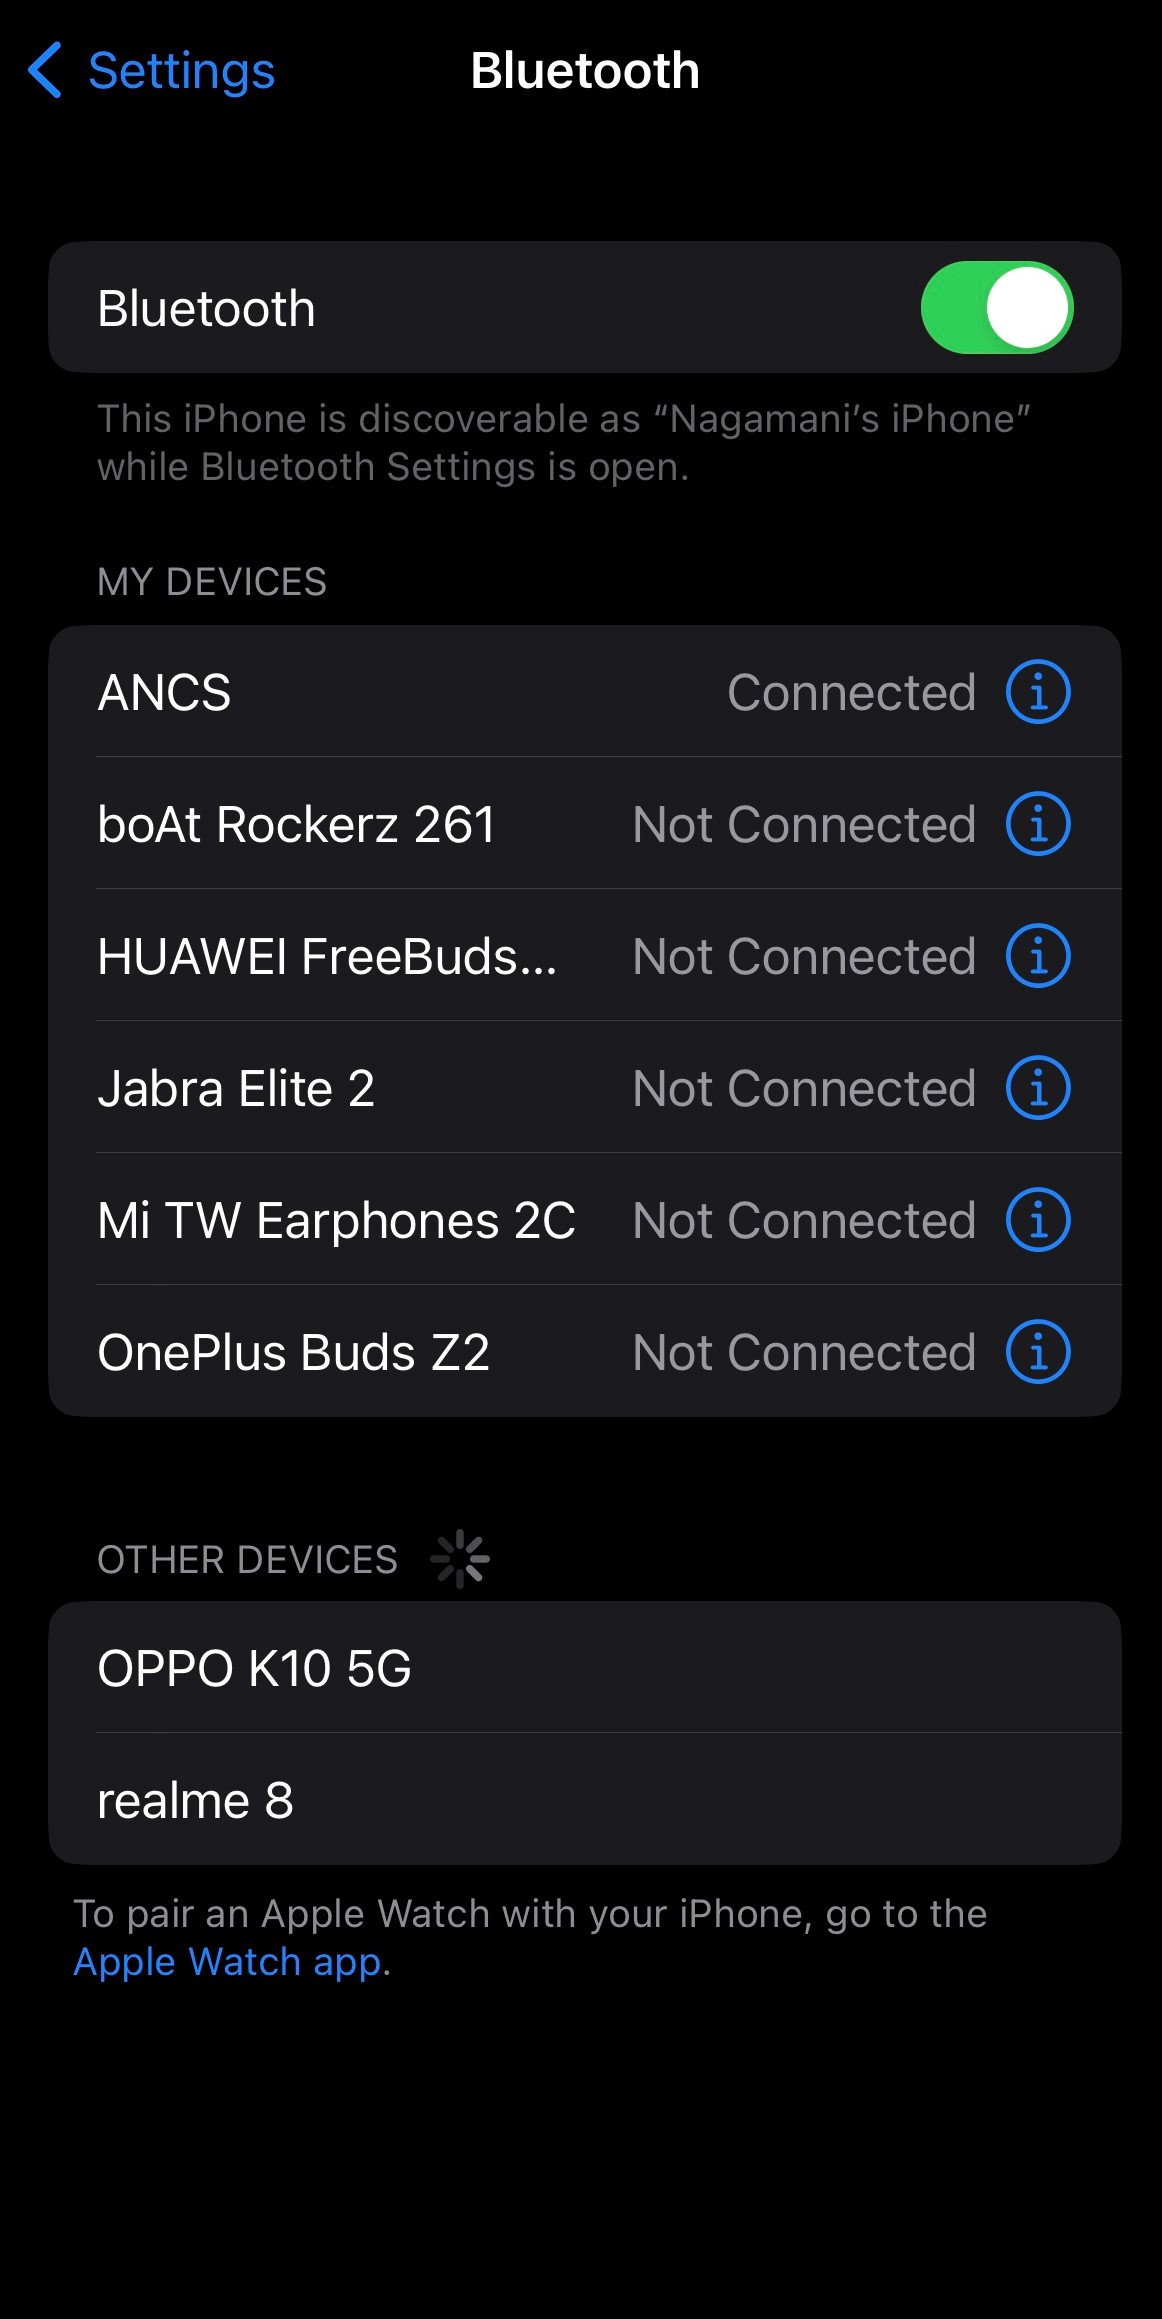 Settings
Bluetooth
Bluetooth
This iPhone is discoverable as “Nagamani’s iPhone”
while Bluetooth Settings is open.
MY DEVICES
ANCS Connected
boAt Rockerz 261 Not Connected
HUAWEI FreeBuds... Not Connected
Jabra Elite 2 Not Connected
Mi TW Earphones 2C Not Connected
OnePlus Buds Z2 Not Connected
OTHER DEVICES
OPPO K10 5G
realme 8
To pair an Apple Watch with your iPhone, go to the
Apple Watch app.